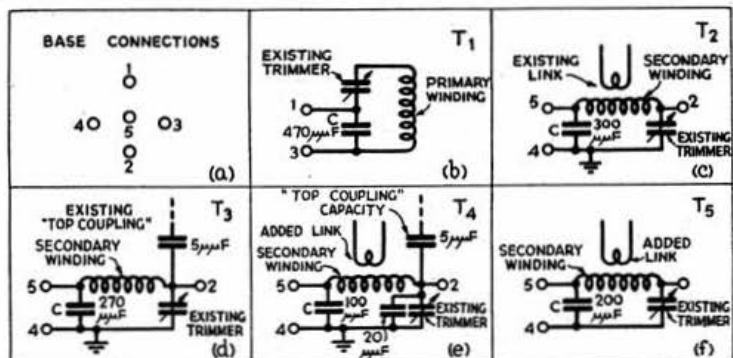 BASE CONNECTIONS
1
4
5
3
2
(a)
T1
EXISTING
TRIMMER
PRIMARY
WINDING
1
C
470μμF
3
(b)
T2
EXISTING
LINK
SECONDARY
WINDING
5
2
C
300
μμF
EXISTING
TRIMMER
4
(c)
T3
EXISTING
"TOP COUPLING"
SECONDARY
WINDING
5μμF
5
2
C
270
μμF
EXISTING
TRIMMER
4
(d)
"TOP COUPLING"
CAPACITY
T4
ADDED LINK
SECONDARY
WINDING
5μμF
5
2
C
100
μμF
20
μμF
EXISTING
TRIMMER
4
(e)
T5
SECONDARY
WINDING
ADDED
LINK
5
2
C
200
μμF
EXISTING
TRIMMER
4
(f)